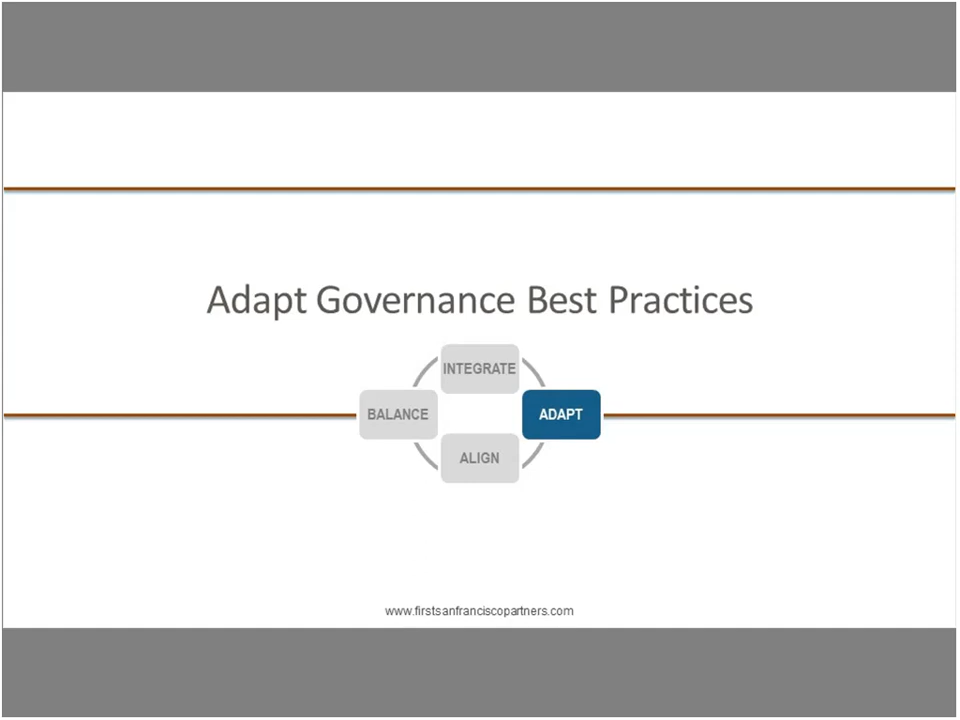 Adapt Governance Best Practices
INTEGRATE
BALANCE
ADAPT
ALIGN
www.firstsanfranciscopartners.com